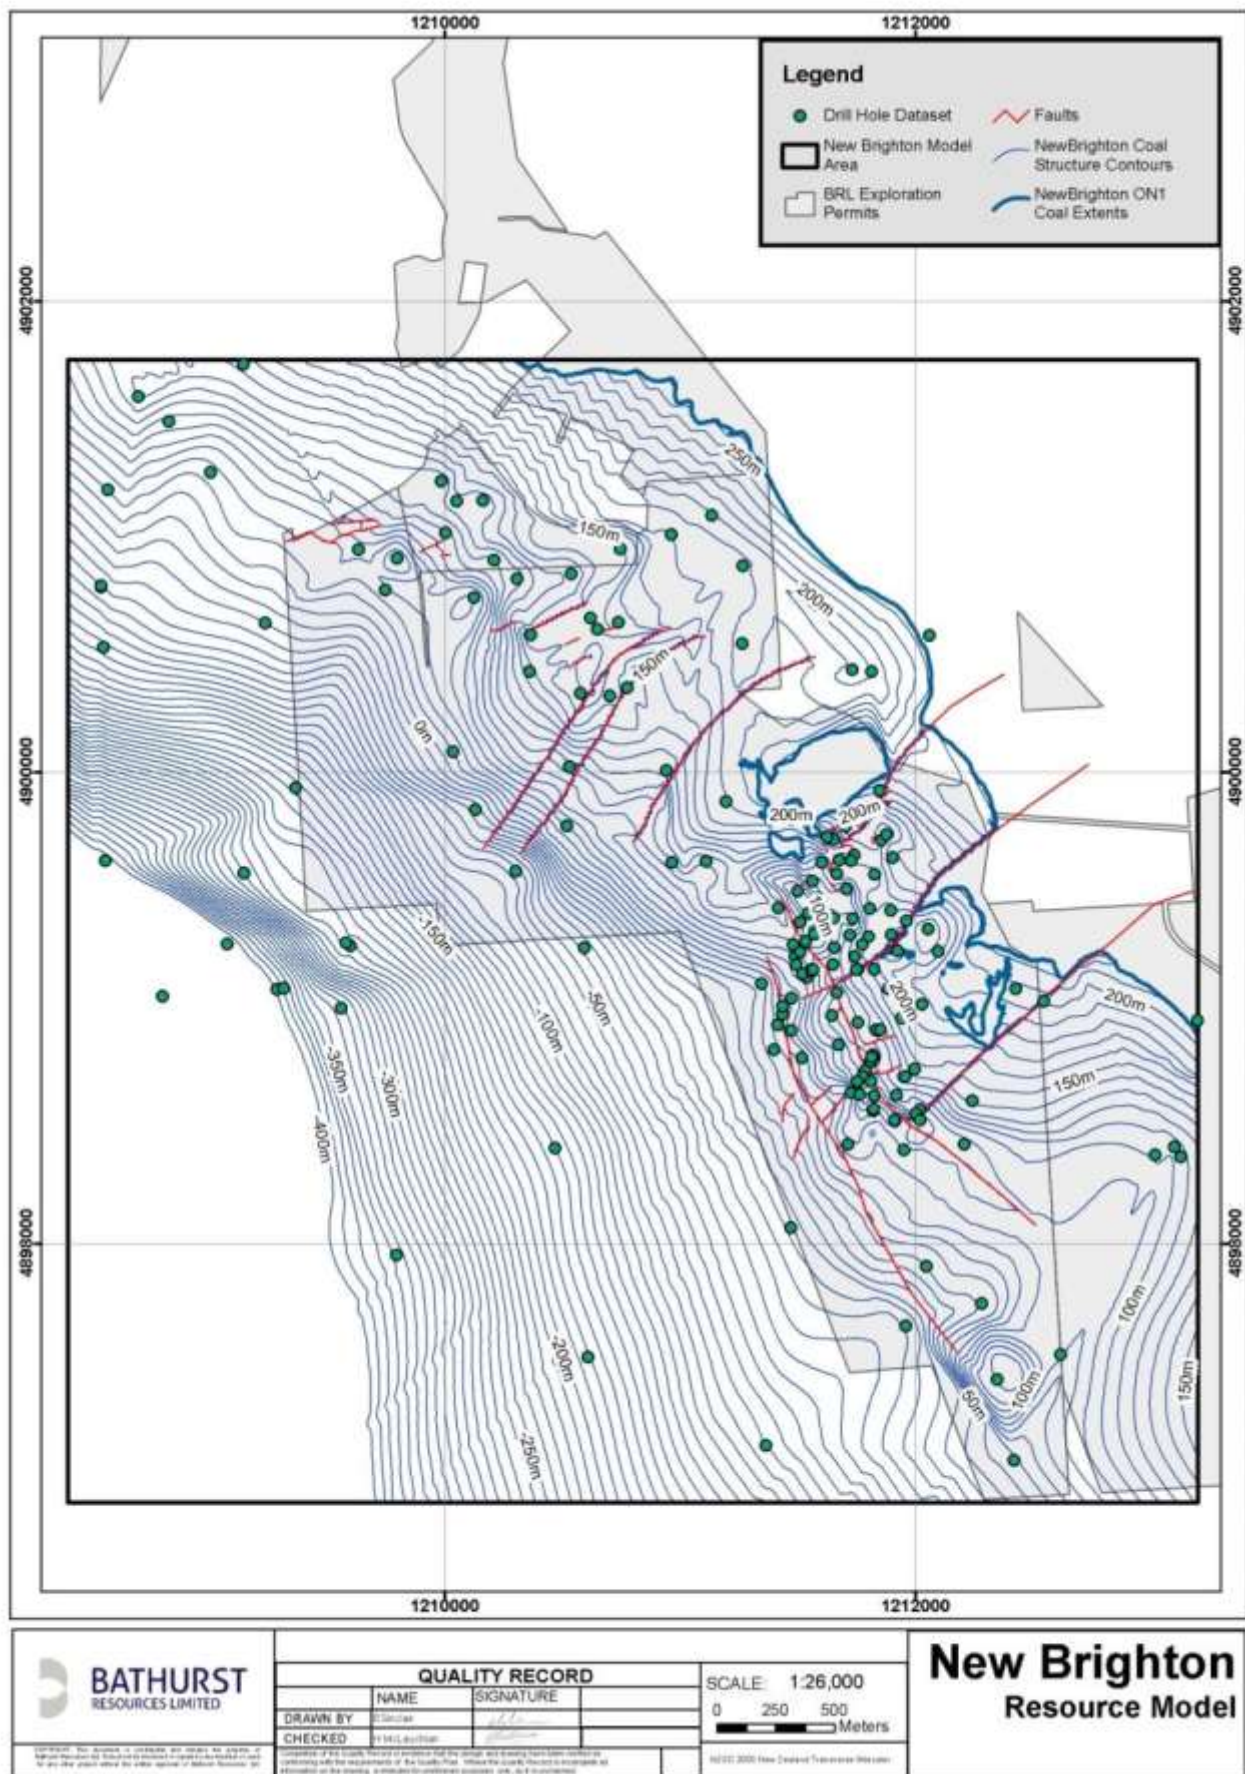 1210000
1212000
Legend
Drill Hole Dataset
Faults
New Brighton Model
Area
NewBrighton Coal
Structure Contours
BRL Exploration
Permits
NewBrighton ON1
Coal Extents
4902000
4902000
250m
150m
200m
150m
0m
4900000
4900000
200m
200m
100m
-150m
200m
-50m
200m
-100m
-350m
150m
-300m
-400m
4898000
4898000
100m
-200m
150m
100m
50m
-250m
1210000
1212000
BATHURST
RESOURCES LIMITED
QUALITY RECORD
NAME
SIGNATURE
DRAWN BY
CHECKED
SCALE: 1:26,000
0 250 500
Meters
New Brighton
Resource Model